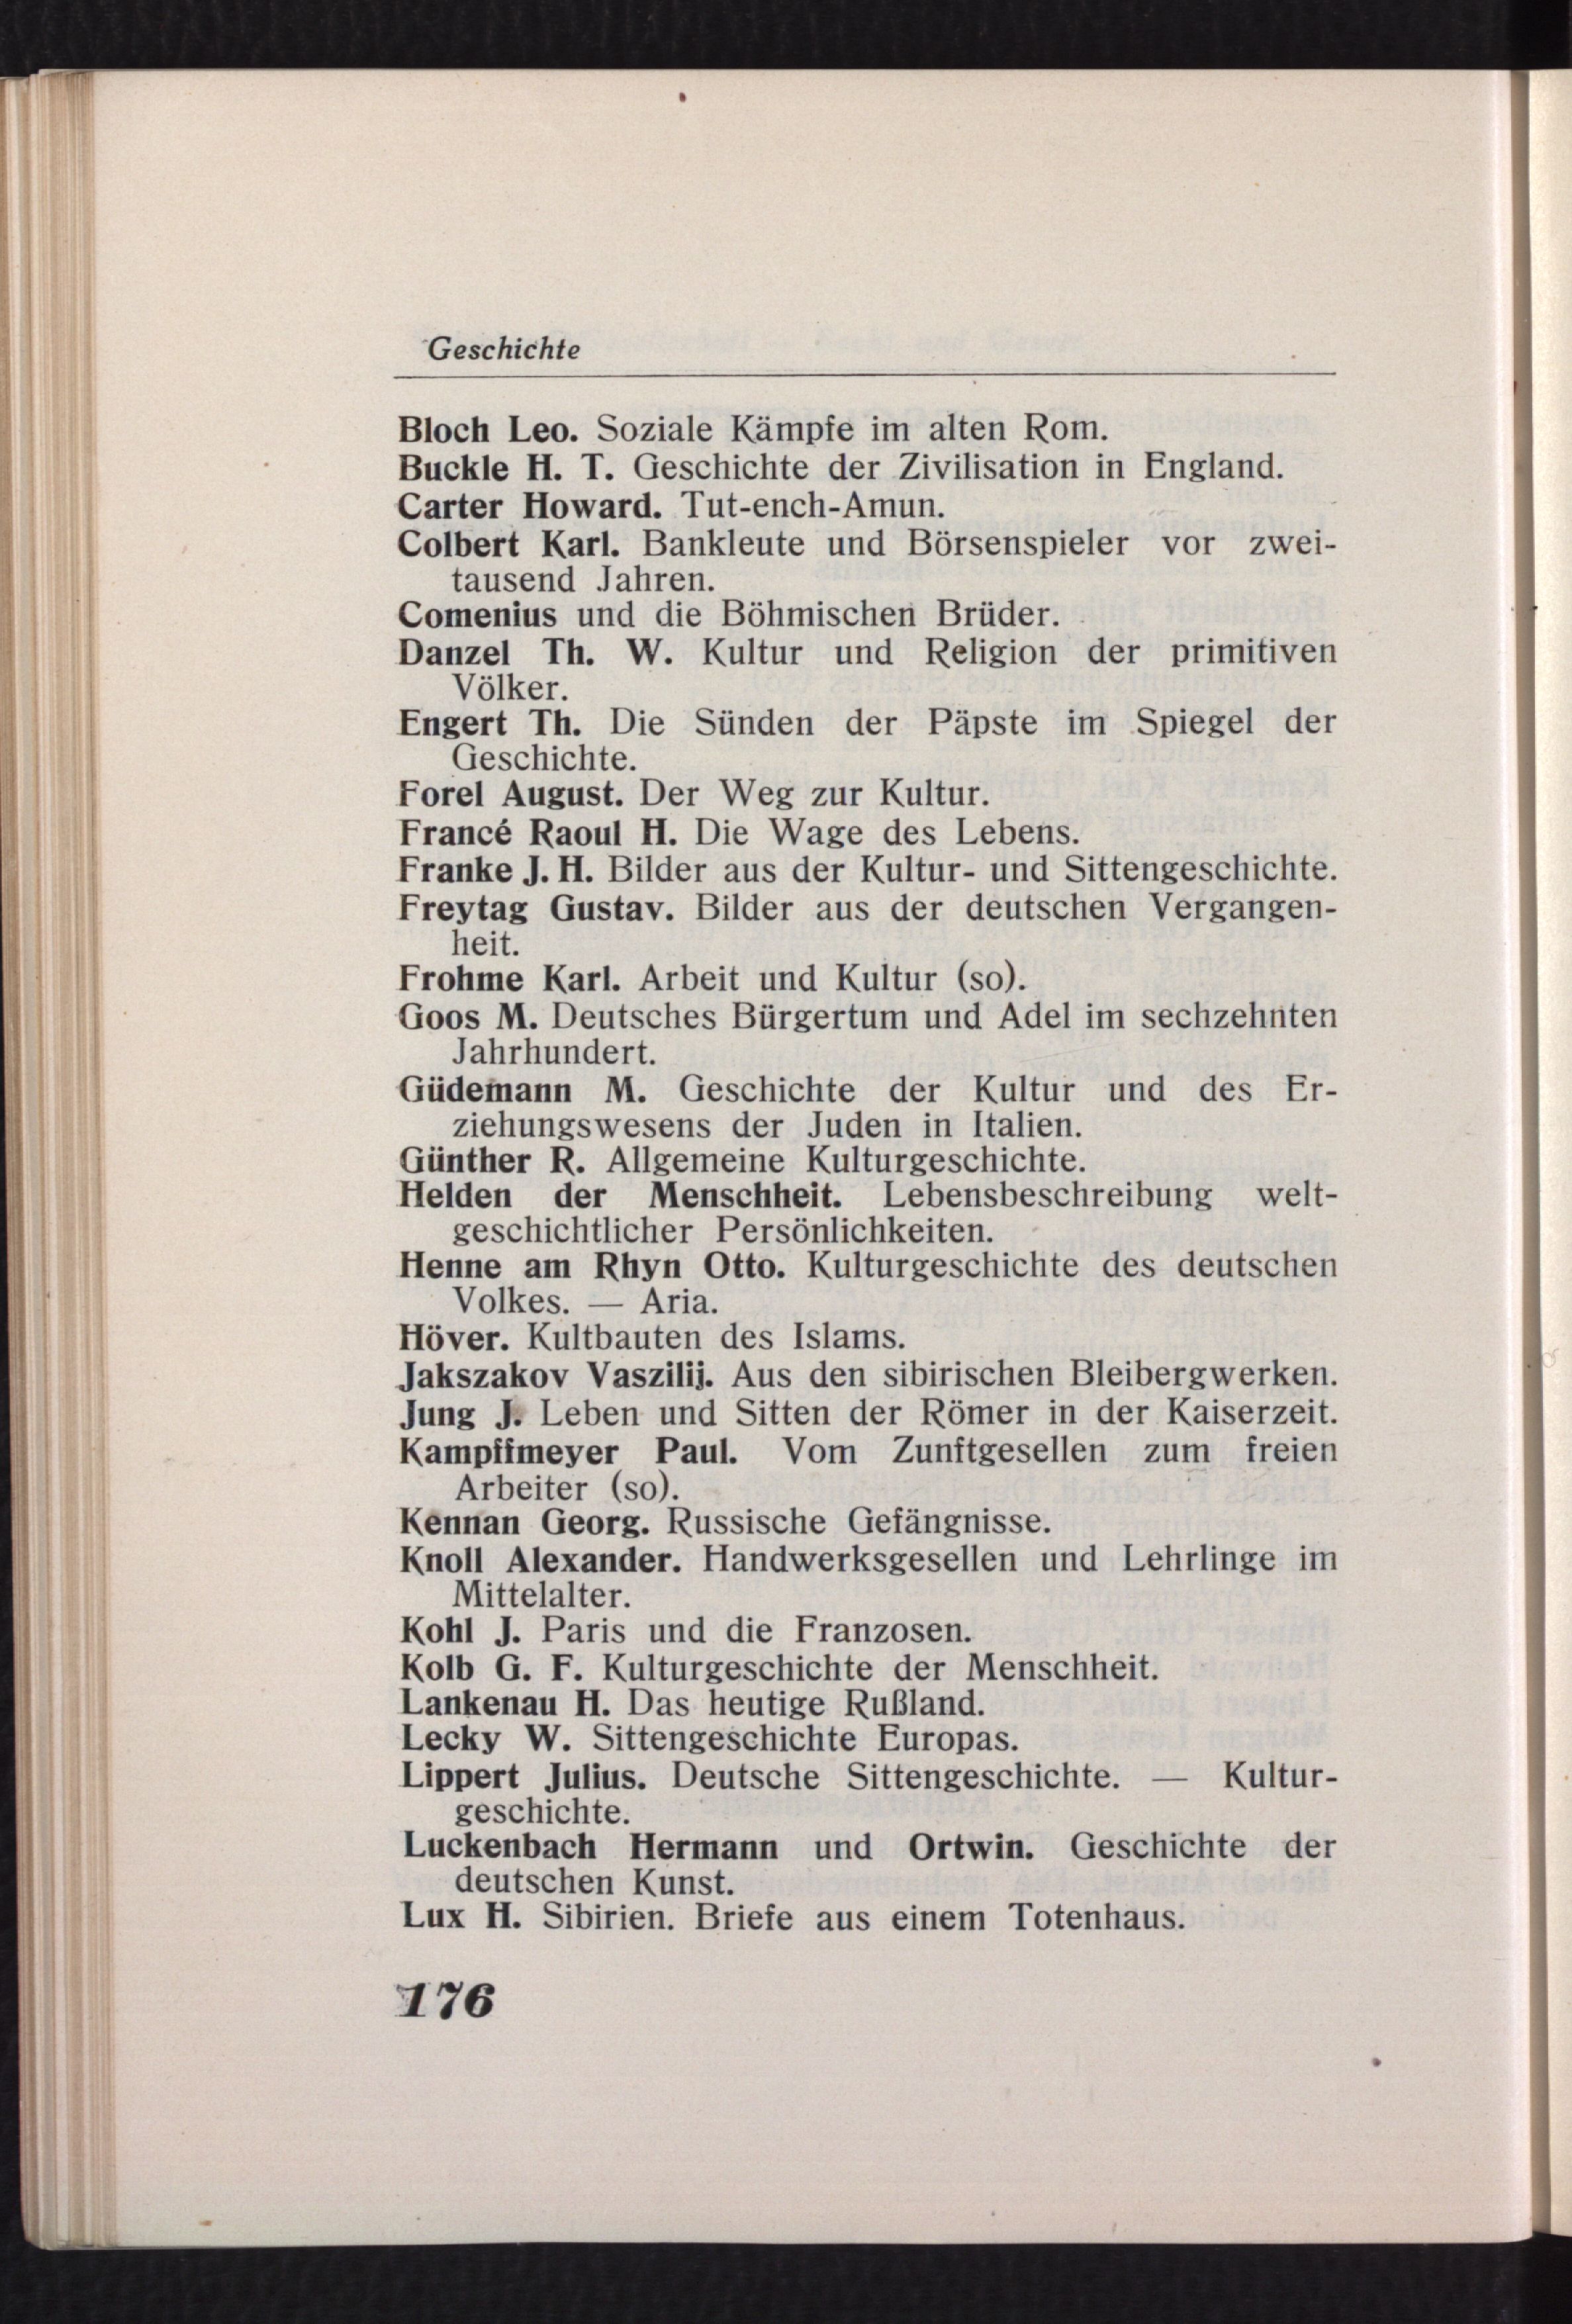 Geschichte
Bloch Leo. Soziale Kämpfe im alten Rom.
Buckle H. T. Geschichte der Zivilisation in England.
Carter Howard. Tut-ench-Amun.
Colbert Karl. Bankleute und Börsenspieler vor zwei-
tausend Jahren.
Comenius und die Böhmischen Brüder.
Danzel Th. W. Kultur und Religion der primitiven
Völker.
Engert Th. Die Sünden der Päpste im Spiegel der
Geschichte.
Forel August. Der Weg zur Kultur.
Francé Raoul H. Die Wage des Lebens.
Franke J. H. Bilder aus der Kultur- und Sittengeschichte.
Freytag Gustav. Bilder aus der deutschen Vergangen-
heit.
Frohme Karl. Arbeit und Kultur (so).
Goos M. Deutsches Bürgertum und Adel im sechzehnten
Jahrhundert.
Güdemann M. Geschichte der Kultur und des Er-
ziehungswesens der Juden in Italien.
Günther R. Allgemeine Kulturgeschichte.
Helden der Menschheit. Lebensbeschreibung welt-
geschichtlicher Persönlichkeiten.
Henne am Rhyn Otto. Kulturgeschichte des deutschen
Volkes. — Aria.
Höver. Kultbauten des Islams.
Jakszakov Vaszilij. Aus den sibirischen Bleibergwerken.
Jung J. Leben und Sitten der Römer in der Kaiserzeit.
Kampffmeyer Paul. Vom Zunftgesellen zum freien
Arbeiter (so).
Kennan Georg. Russische Gefängnisse.
Knoll Alexander. Handwerksgesellen und Lehrlinge im
Mittelalter.
Kohl J. Paris und die Franzosen.
Kolb G. F. Kulturgeschichte der Menschheit.
Lankenau H. Das heutige Rußland.
Lecky W. Sittengeschichte Europas.
Lippert Julius. Deutsche Sittengeschichte. — Kultur-
geschichte.
Luckenbach Hermann und Ortwin. Geschichte der
deutschen Kunst.
Lux H. Sibirien. Briefe aus einem Totenhaus.
176